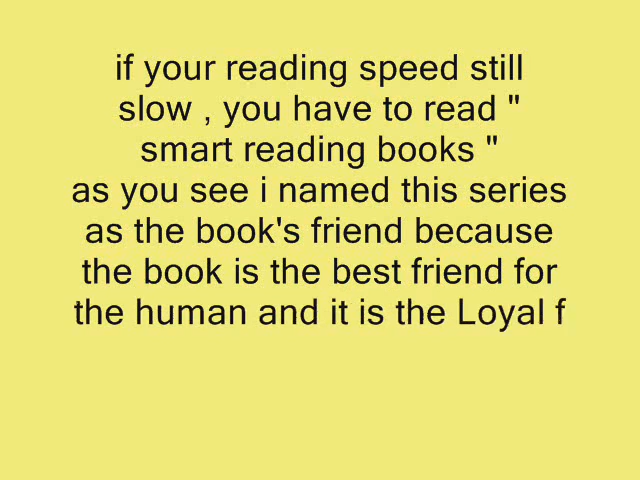 if your reading speed still
slow , you have to read "
smart reading books "
as you see i named this series
as the book's friend because
the book is the best friend for
the human and it is the Loyal f